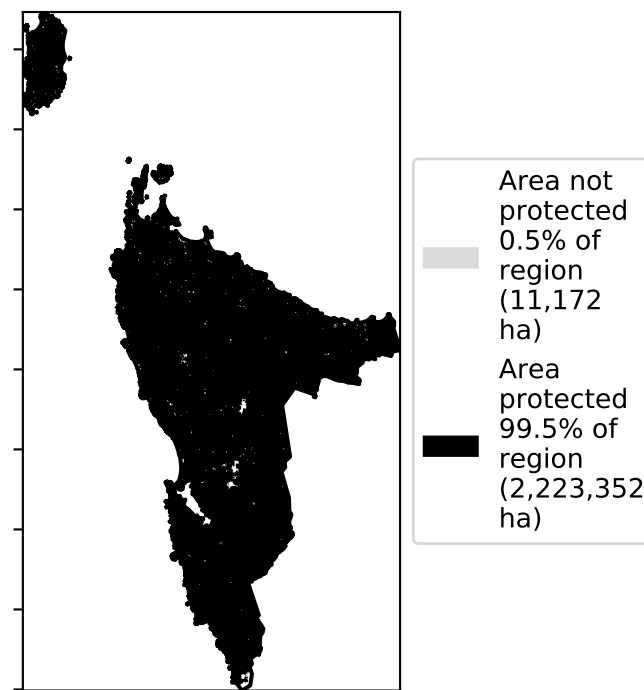 Area not
protected
0.5% of
region
(11,172
ha)
Area
protected
99.5% of
region
(2,223,352
ha)